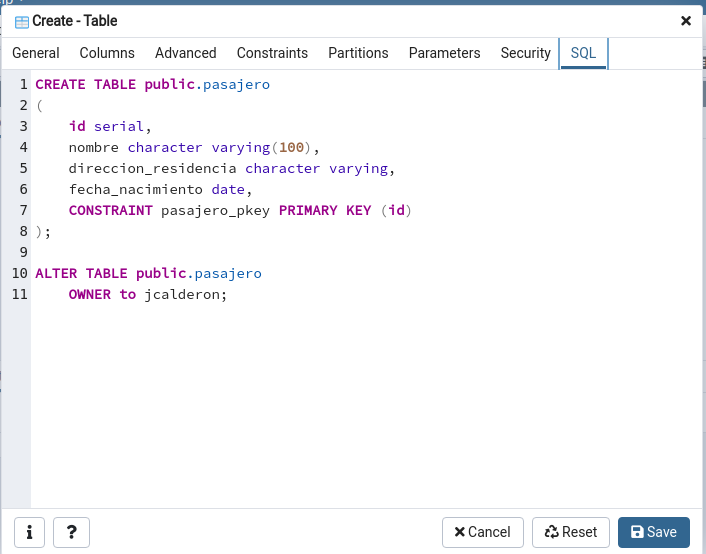 Create - Table
General Columns Advanced Constraints Partitions Parameters Security SQL
1 CREATE TABLE public.pasajero
2 (
3     id serial,
4     nombre character varying(100),
5     direccion_residencia character varying,
6     fecha_nacimiento date,
7     CONSTRAINT pasajero_pkey PRIMARY KEY (id)
8 );
9
10 ALTER TABLE public.pasajero
11     OWNER to jcalderon;
i ? Cancel Reset Save